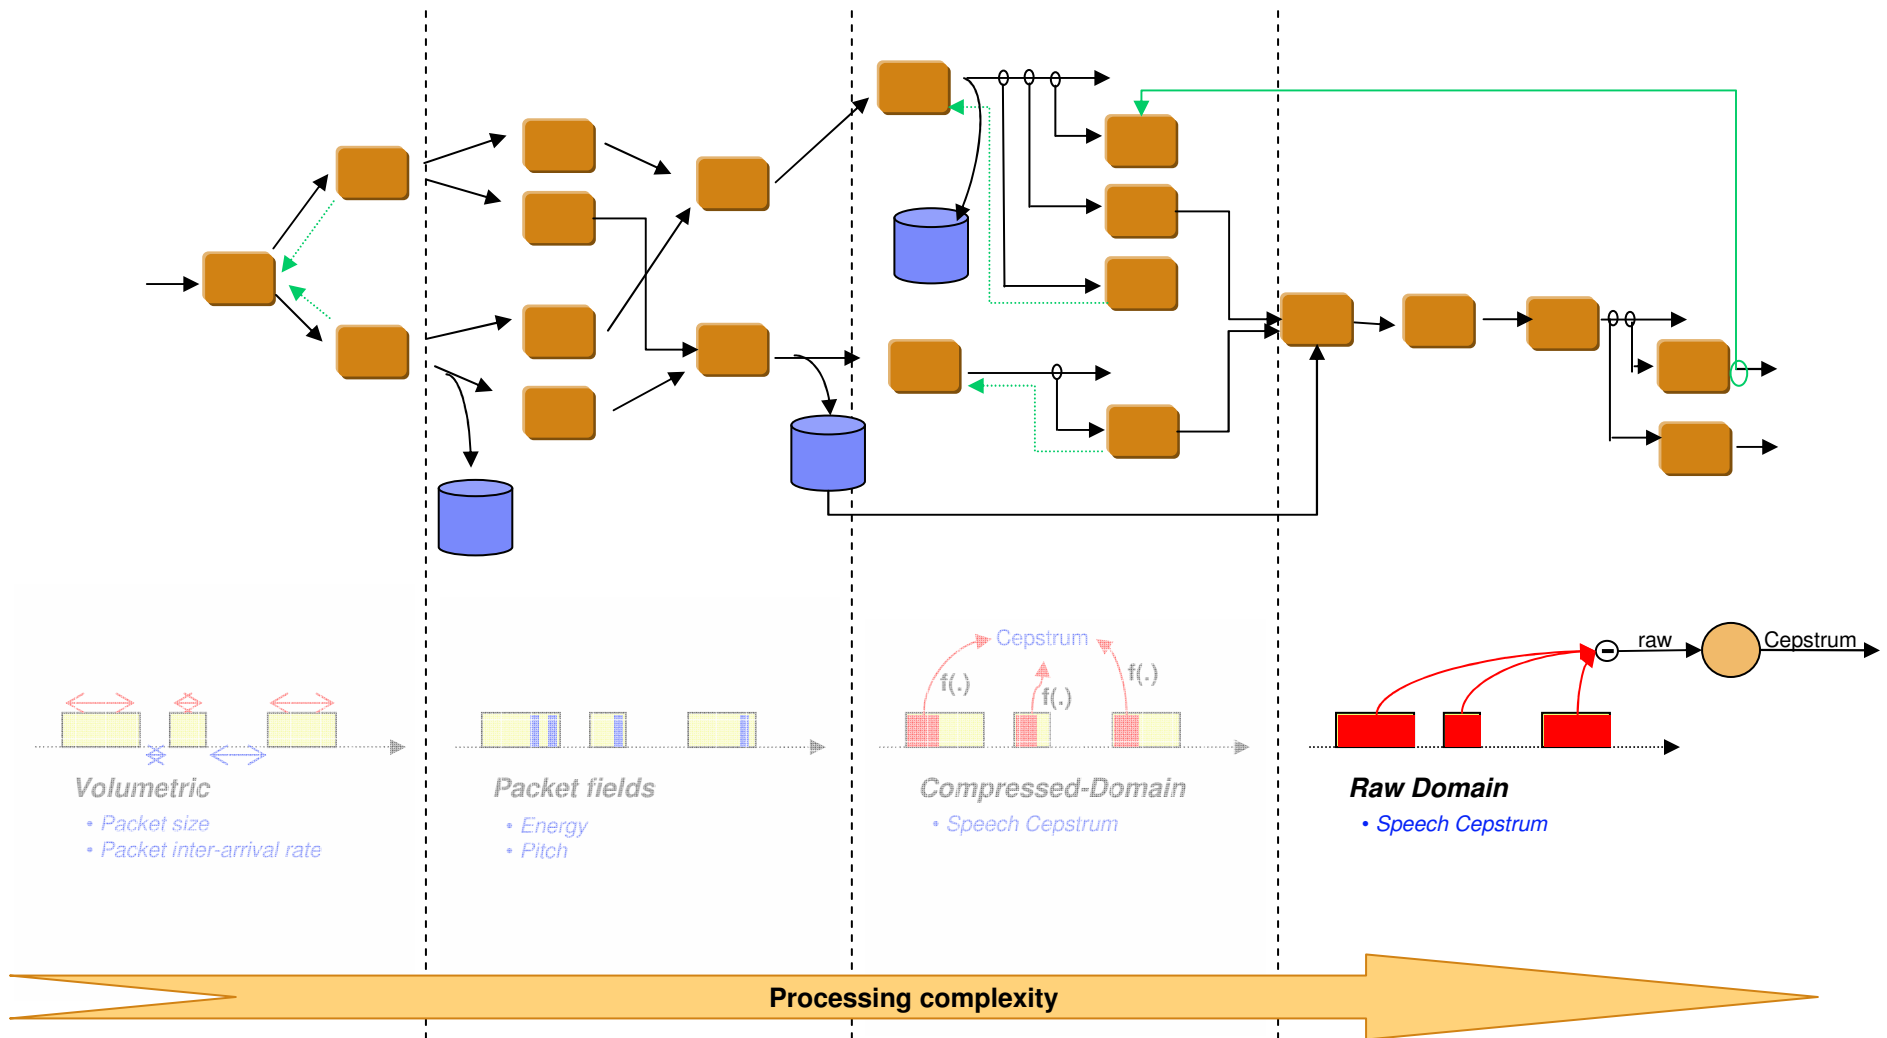 Cepstrum
f(.)
f(.)
f(.)
raw
Cepstrum
Volumetric
• Packet size
• Packet inter-arrival rate
Packet fields
• Energy
• Pitch
Compressed-Domain
• Speech Cepstrum
Raw Domain
• Speech Cepstrum
Processing complexity